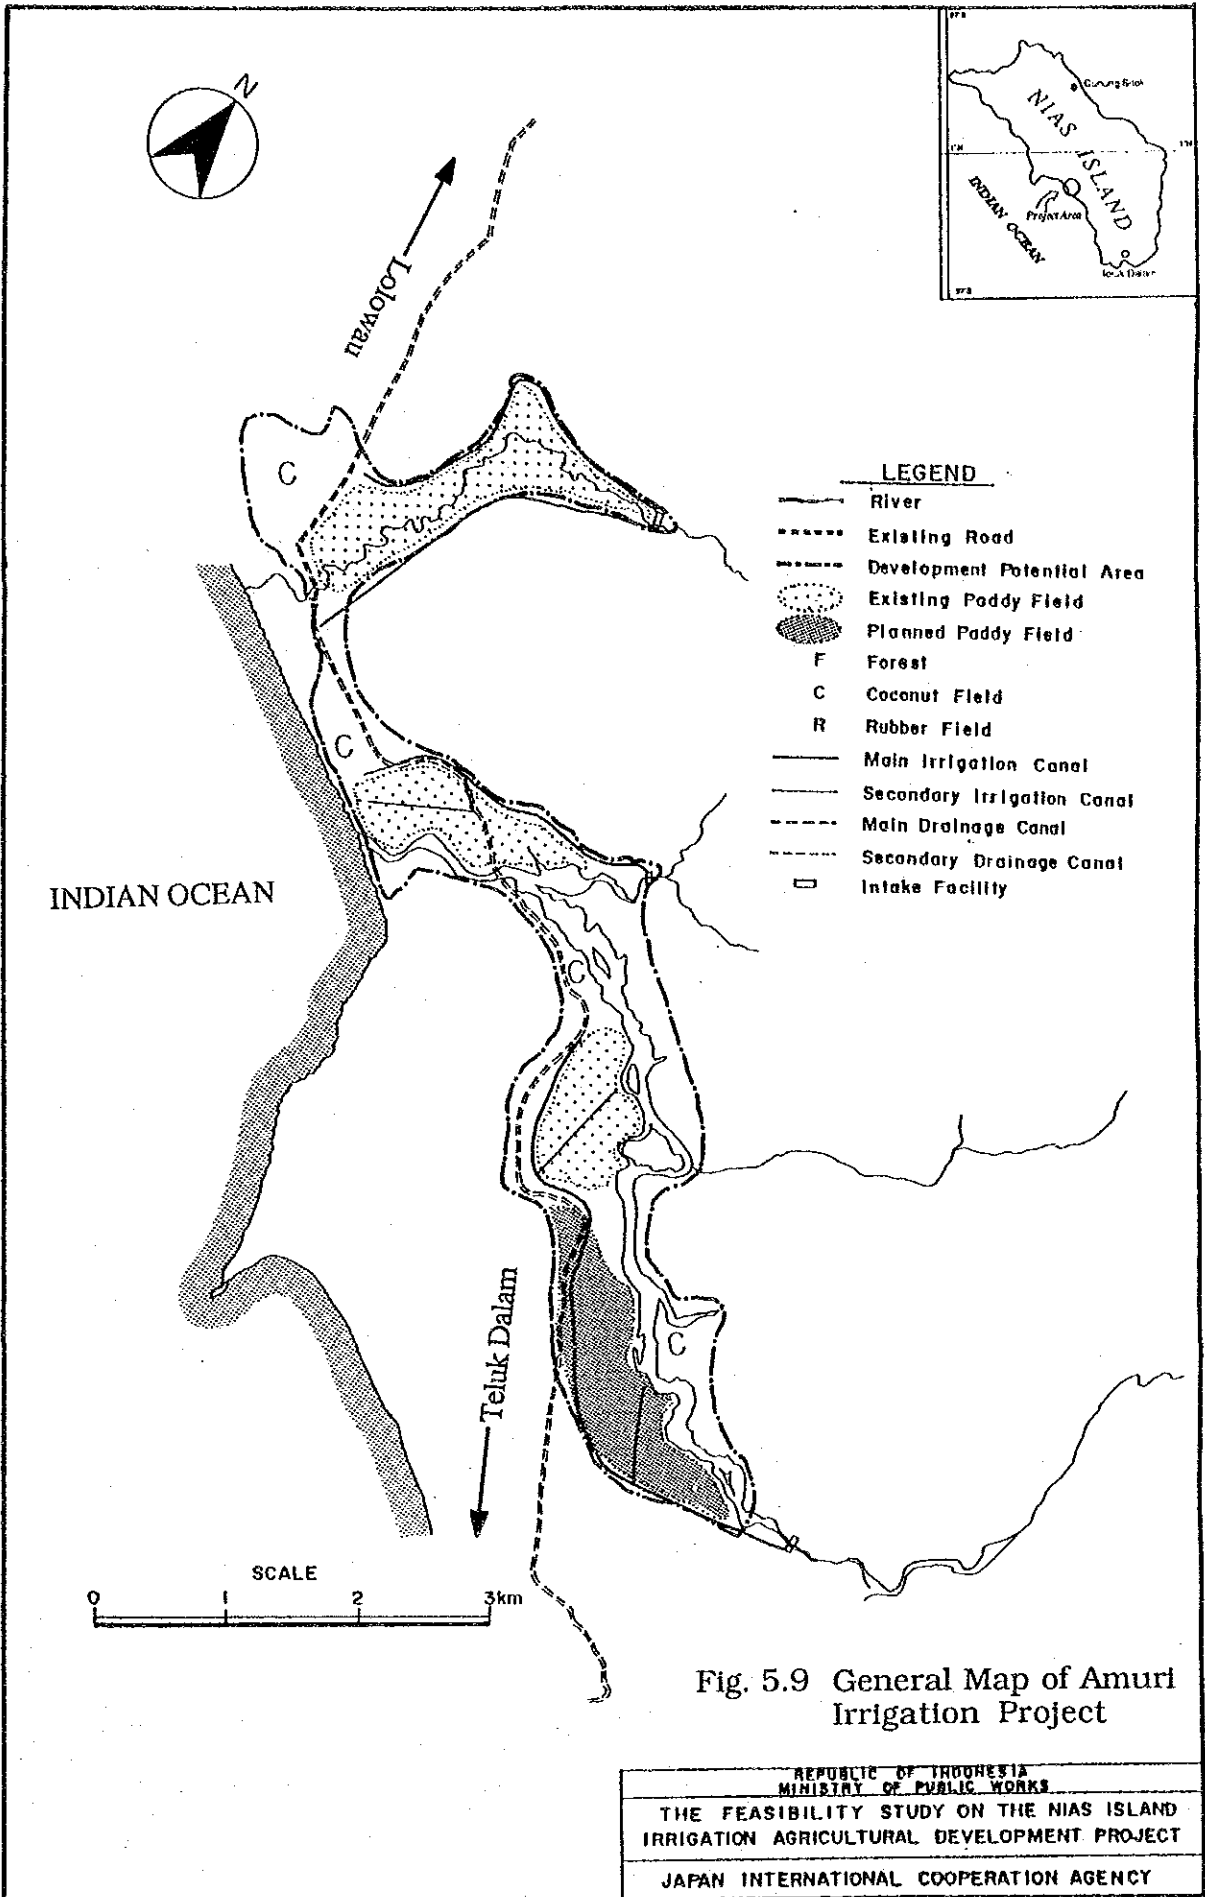 N
Lolowau
C
C
INDIAN OCEAN
C
C
Teluk Dalam
NIAS ISLAND
INDIAN OCEAN
Project Area
LEGEND
River
Existing Road
Development Potential Area
Existing Paddy Field
Planned Paddy Field
F Forest
C Coconut Field
R Rubber Field
Main Irrigation Canal
Secondary Irrigation Canal
Main Drainage Canal
Secondary Drainage Canal
Intake Facility
SCALE
0 1 2 3km
Fig. 5.9 General Map of Amuri
Irrigation Project
REPUBLIC OF INDONESIA
MINISTRY OF PUBLIC WORKS
THE FEASIBILITY STUDY ON THE NIAS ISLAND
IRRIGATION AGRICULTURAL DEVELOPMENT PROJECT
JAPAN INTERNATIONAL COOPERATION AGENCY